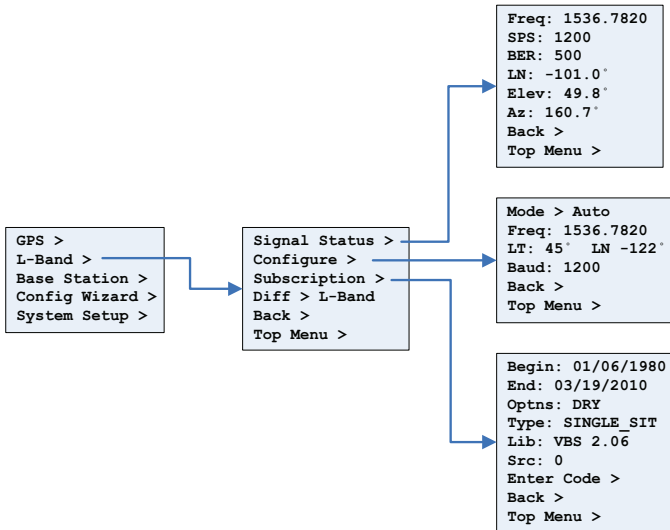 GPS >
L-Band >
Base Station >
Config Wizard >
System Setup >
Signal Status >
Configure >
Subscription >
Diff > L-Band
Back >
Top Menu >
Freq: 1536.7820
SPS: 1200
BER: 500
LN: -101.0°
Elev: 49.8°
Az: 160.7°
Back >
Top Menu >
Mode > Auto
Freq: 1536.7820
LT: 45° LN -122°
Baud: 1200
Back >
Top Menu >
Begin: 01/06/1980
End: 03/19/2010
Optns: DRY
Type: SINGLE_SIT
Lib: VBS 2.06
Src: 0
Enter Code >
Back >
Top Menu >